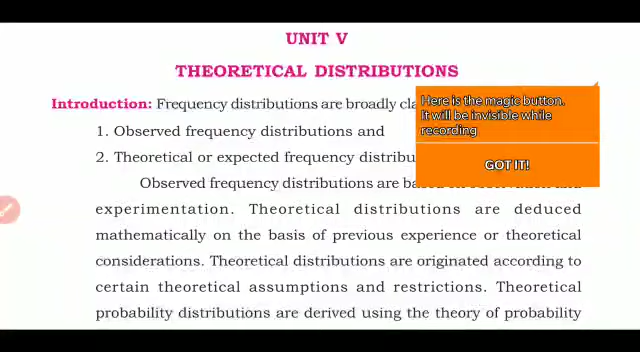 UNIT V
THEORETICAL DISTRIBUTIONS
Introduction: Frequency distributions are broadly
Here is the magic button.
It will be invisible while
recording
GOT IT!
1. Observed frequency distributions and
2. Theoretical or expected frequency
Observed frequency distributions are
experimentation. Theoretical distributions are deduced
mathematically on the basis of previous experience or theoretical
considerations. Theoretical distributions are originated according to
certain theoretical assumptions and restrictions. Theoretical
probability distributions are derived using the theory of probability